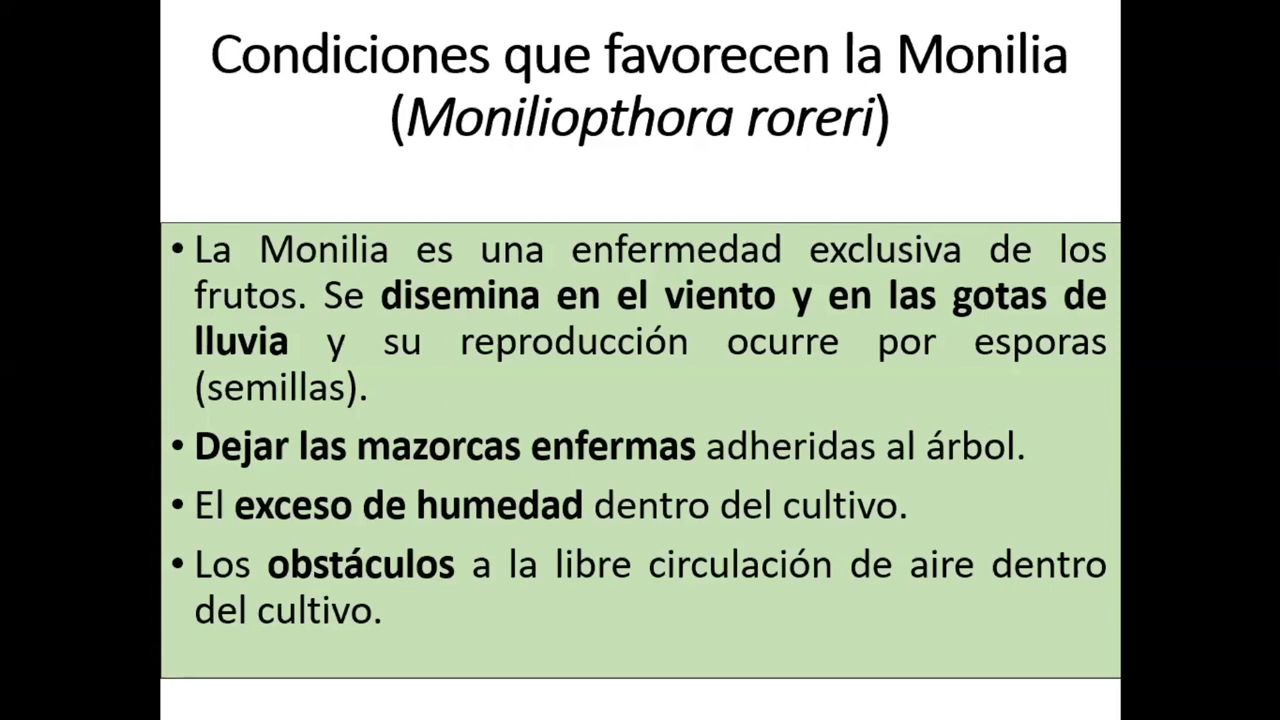 Condiciones que favorecen la Monilia
(Moniliopthora roreri)
• La Monilia es una enfermedad exclusiva de los
frutos. Se disemina en el viento y en las gotas de
lluvia y su reproducción ocurre por esporas
(semillas).
• Dejar las mazorcas enfermas adheridas al árbol.
• El exceso de humedad dentro del cultivo.
• Los obstáculos a la libre circulación de aire dentro
del cultivo.